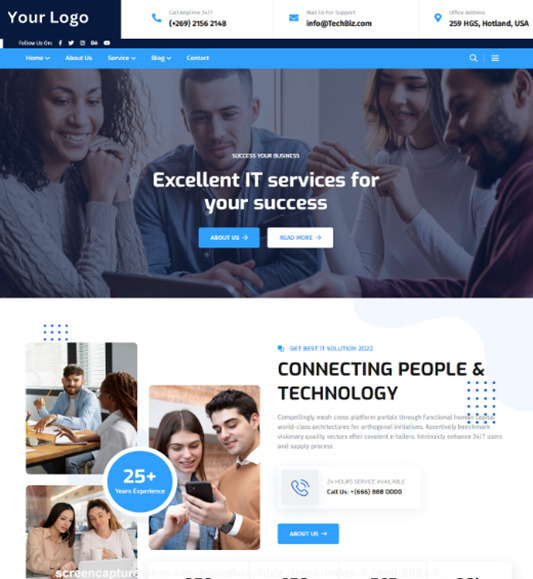 Your Logo
Call Anytime 24/7
(+269) 2156 2148
Mail Us For Support
info@TechBiz.com
Office Address
259 HGS, Hotland, USA
Follow Us On:
Home
About Us
Service
Blog
Contact
SUCCESS YOUR BUSINESS
Excellent IT services for
your success
ABOUT US
READ MORE
GET BEST IT SOLUTION 2022
CONNECTING PEOPLE &
TECHNOLOGY
Compellingly mesh cross-platform portals through functional human capital
world-class architectures for orthogonal initiatives. Assertively benchmark
visionary quality vectors after covalent e-tailers. Intrinsicly enhance 24/7 users
and supply process
25+
Years Experience
24 HOURS SERVICE AVAILABLE
Call Us: +(666) 888 0000
ABOUT US